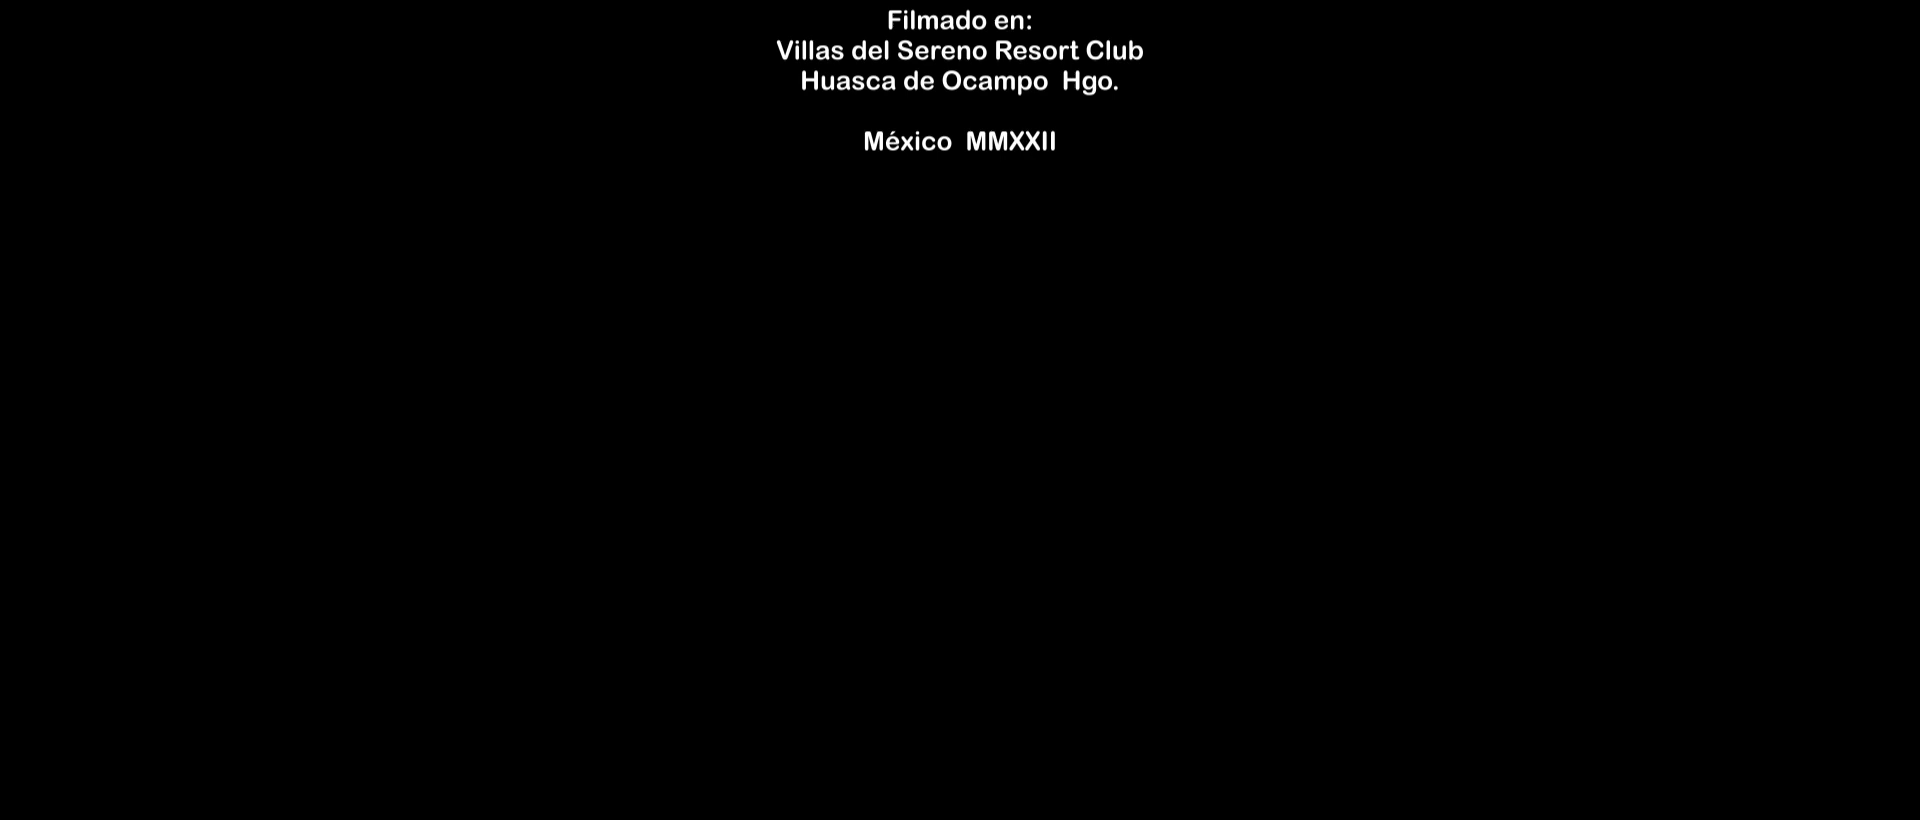 Filmado en:
Villas del Sereno Resort Club
Huasca de Ocampo  Hgo.
México  MMXXII